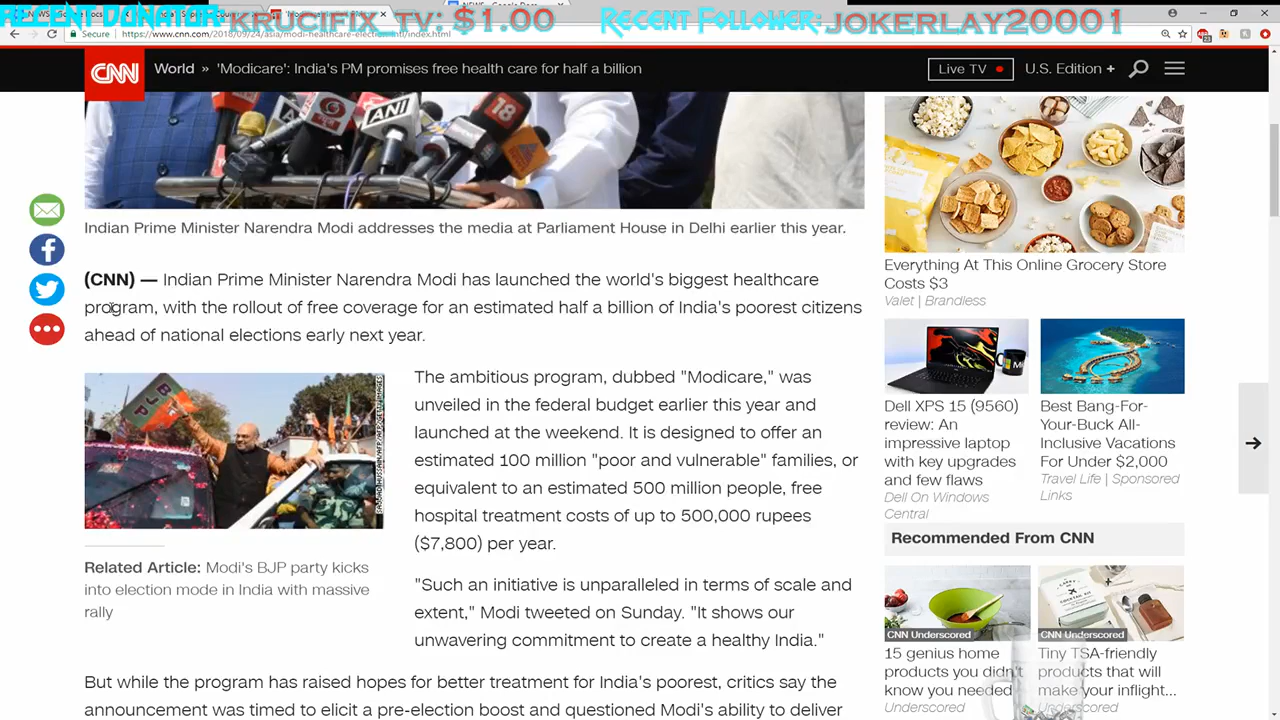 TV: $1.00
RECENT FOLLOWER: JOKERLAY20001
Secure
https://www.cnn.com/2018/09/24/asia/modi-healthcare-election-intl/index.html
CNN
World » 'Modicare': India's PM promises free health care for half a billion
Live TV
U.S. Edition +
ANI
18
Indian Prime Minister Narendra Modi addresses the media at Parliament House in Delhi earlier this year.
(CNN) — Indian Prime Minister Narendra Modi has launched the world's biggest healthcare
program, with the rollout of free coverage for an estimated half a billion of India's poorest citizens
ahead of national elections early next year.
BJP
Related Article: Modi's BJP party kicks
into election mode in India with massive
rally
The ambitious program, dubbed "Modicare," was
unveiled in the federal budget earlier this year and
launched at the weekend. It is designed to offer an
estimated 100 million "poor and vulnerable" families, or
equivalent to an estimated 500 million people, free
hospital treatment costs of up to 500,000 rupees
($7,800) per year.
"Such an initiative is unparalleled in terms of scale and
extent," Modi tweeted on Sunday. "It shows our
unwavering commitment to create a healthy India."
But while the program has raised hopes for better treatment for India's poorest, critics say the
announcement was timed to elicit a pre-election boost and questioned Modi's ability to deliver
Everything At This Online Grocery Store
Costs $3
Valet | Brandless
Dell XPS 15 (9560)
review: An
impressive laptop
with key upgrades
and few flaws
Dell On Windows
Central
Best Bang-For-
Your-Buck All-
Inclusive Vacations
For Under $2,000
Travel Life | Sponsored
Links
Recommended From CNN
CNN Underscored
15 genius home
products you didn't
know you needed
Underscored
CNN Underscored
Tiny TSA-friendly
products that will
make your inflight...
Underscored